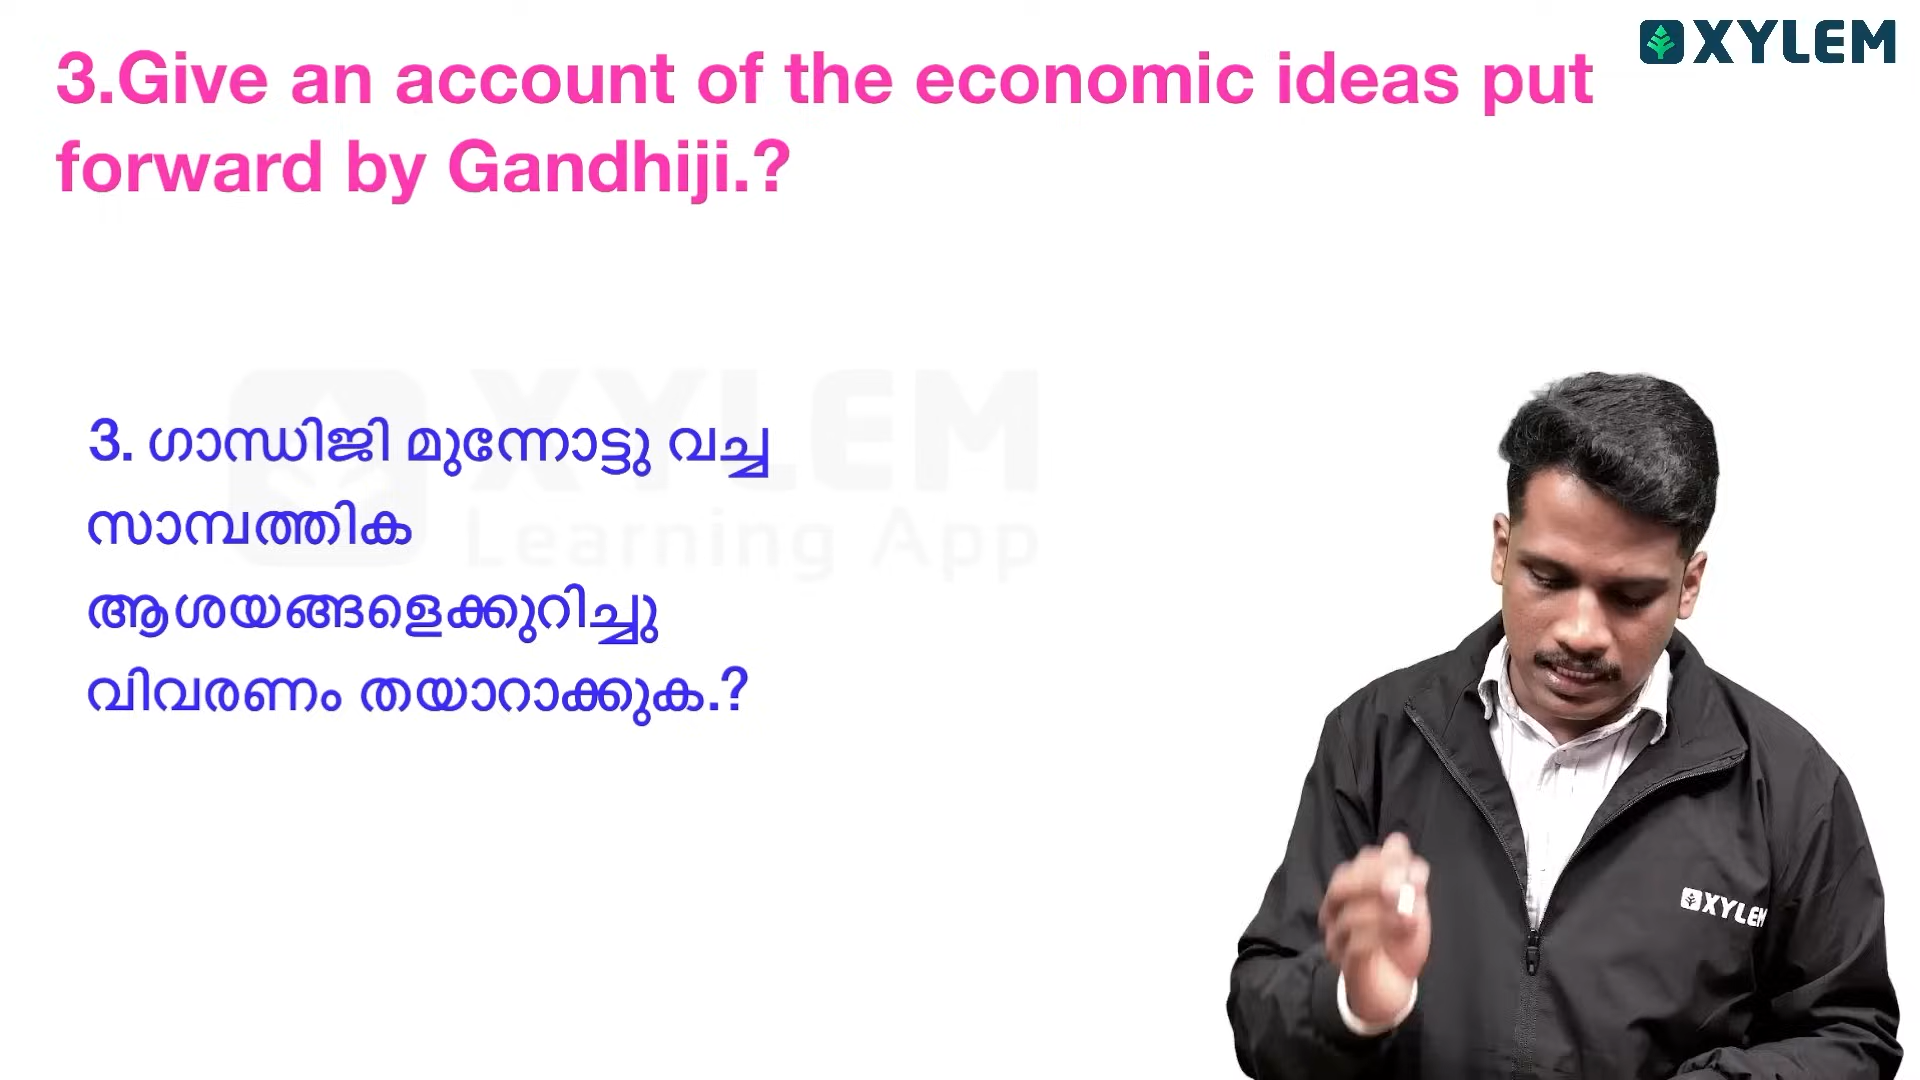 XYLEM
3.Give an account of the economic ideas put
forward by Gandhiji.?
XYLEM
Learning App
3. ഗാന്ധിജി മുന്നോട്ടു വച്ച
സാമ്പത്തിക
ആശയങ്ങളെക്കുറിച്ചു
വിവരണം തയാറാക്കുക.?
XYLEM